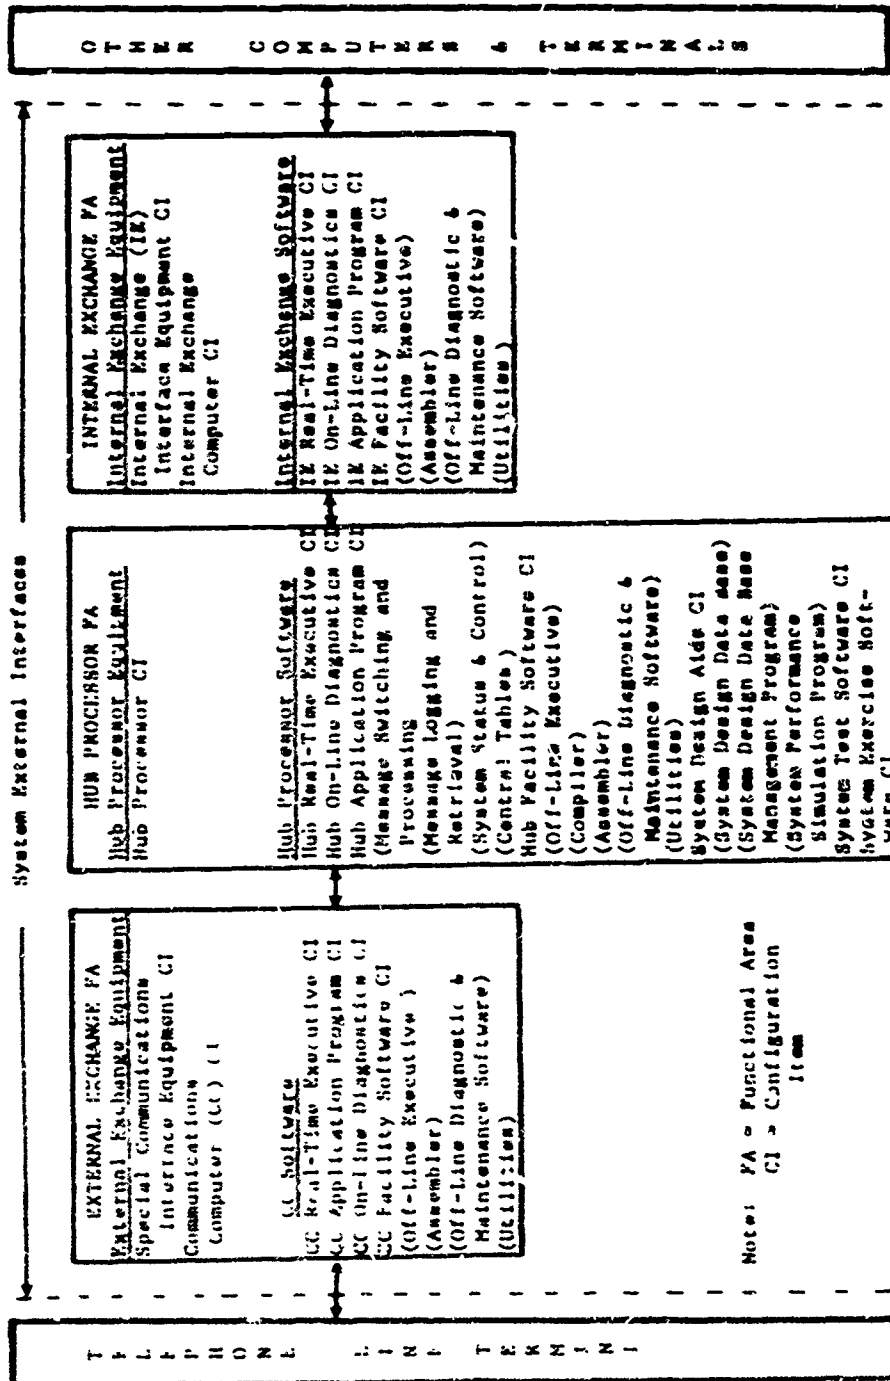 System External Interfaces
EXTERNAL EXCHANGE FA
External Exchange Equipment
Special Communications
Interface Equipment CI
Communications
Computer (CC) CI
CC Software
CC Real-Time Executive CI
CC Application Program CI
CC On-Line Diagnostics CI
CC Facility Software CI
(Off-Line Executive)
(Assembler)
(Off-Line Diagnostic &
Maintenance Software)
(Utilities)
HUB PROCESSOR FA
Hub Processor Equipment
Hub Processor CI
Hub Processor Software
Hub Real-Time Executive CI
Hub On-Line Diagnostics CI
Hub Application Program CI
(Message Switching and
Processing
(Message Logging and
Retrieval)
(System Status & Control)
(Central Tables)
Hub Facility Software CI
(Off-Line Executive)
(Compiler)
(Assembler)
(Off-Line Diagnostic &
Maintenance Software)
(Utilities)
System Design Aids CI
(System Design Data Base)
(System Design Data Base
Management Program)
(System Performance
Simulation Program)
System Test Software CI
System Exercise Soft-
ware CI
INTERNAL EXCHANGE FA
Internal Exchange Equipment
Internal Exchange (IE)
Interface Equipment CI
Internal Exchange
Computer CI
Internal Exchange Software
IE Real-Time Executive CI
IE On-Line Diagnostics CI
IE Application Program CI
IE Facility Software CI
(Off-Line Executive)
(Assembler)
(Off-Line Diagnostic &
Maintenance Software)
(Utilities)
OTHER COMPUTERS & TERMINALS
TELEPHONE LINE TERMINI
Note: FA = Functional Area
CI = Configuration
Item